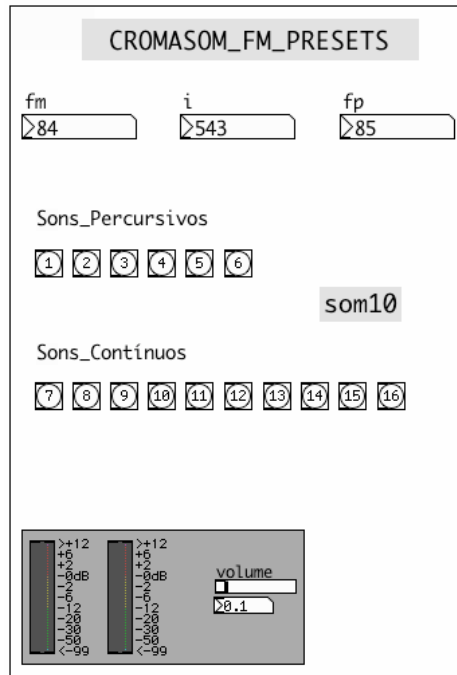 CROMASOM_FM_PRESETS
fm i fp
>84 >543 >85
Sons_Percursivos
1 2 3 4 5 6
som10
Sons_Contínuos
7 8 9 10 11 12 13 14 15 16
>+12 >+12
+6 +6
+2 +2
-0dB -0dB
-2 -2
-6 -6
-12 -12
-20 -20
-30 -30
-50 -50
<-99 <-99
volume
>0.1